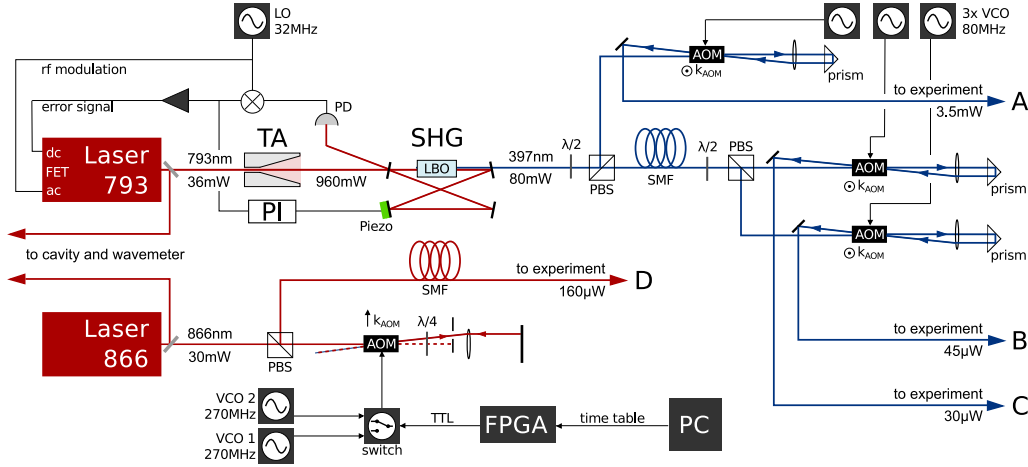 LO
32MHz
3x VCO
80MHz
rf modulation
error signal
PD
AOM
⊙ kAOM
prism
to experiment
A
3.5mW
dc
FET
ac
Laser
793
793nm
36mW
TA
960mW
SHG
LBO
397nm
80mW
λ/2
PBS
SMF
λ/2
PBS
AOM
⊙ kAOM
prism
PI
Piezo
AOM
⊙ kAOM
prism
to cavity and wavemeter
SMF
to experiment
D
160µW
Laser
866
866nm
30mW
PBS
kAOM
AOM
λ/4
to experiment
B
45µW
to experiment
C
30µW
VCO 2
270MHz
VCO 1
270MHz
switch
TTL
FPGA
time table
PC